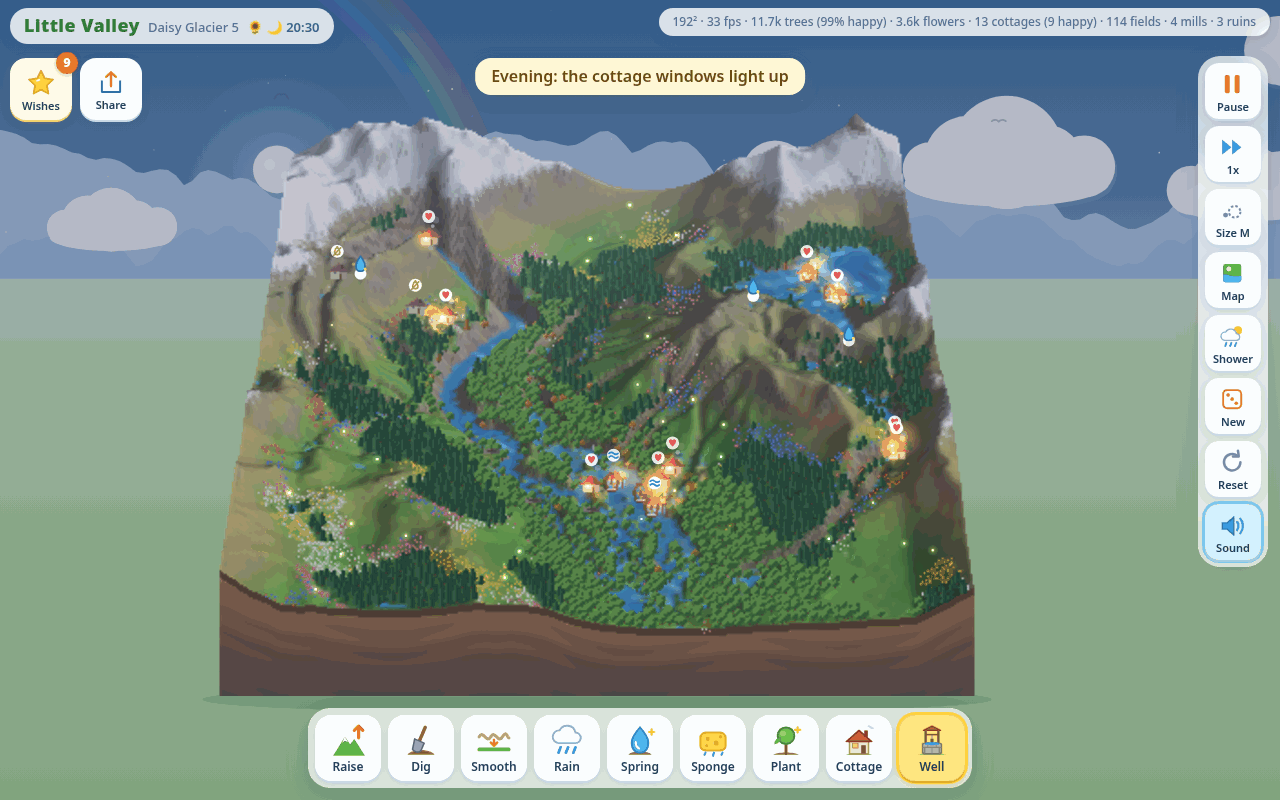 Little Valley Daisy Glacier 5 20:30
192² · 33 fps · 11.7k trees (99% happy) · 3.6k flowers · 13 cottages (9 happy) · 114 fields · 4 mills · 3 ruins
9
Wishes
Share
Evening: the cottage windows light up
Pause
1x
Size M
Map
Shower
New
Reset
Sound
Raise
Dig
Smooth
Rain
Spring
Sponge
Plant
Cottage
Well